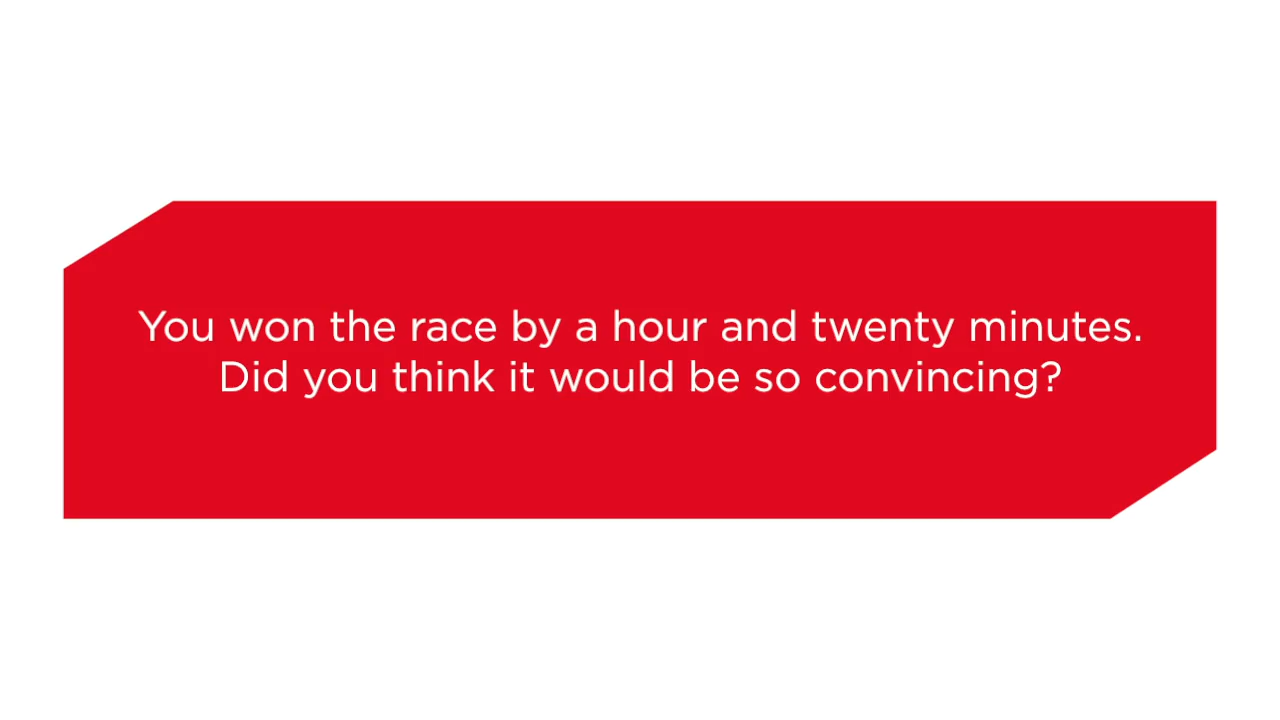 You won the race by a hour and twenty minutes.
Did you think it would be so convincing?